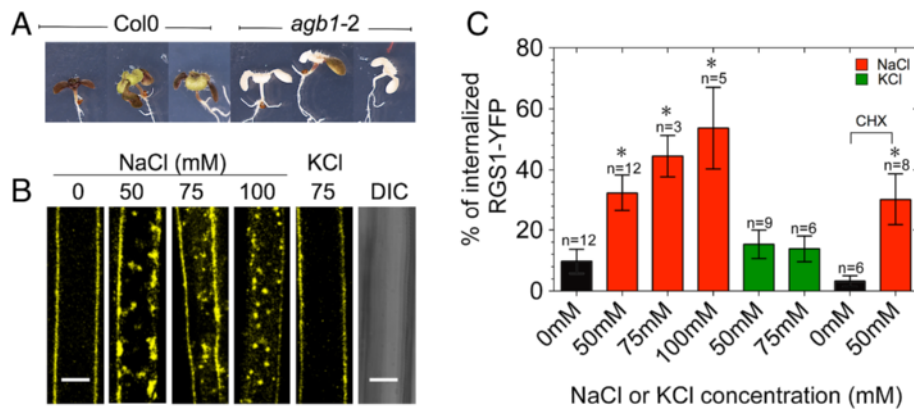 A
Col0
agb1-2
B
NaCl (mM)
KCl
0
50
75
100
75
DIC
C
% of internalized
RGS1-YFP
80
60
40
20
0
NaCl
KCl
CHX
n=12
*
n=12
*
n=3
*
n=5
n=9
n=6
n=6
*
n=8
0mM
50mM
75mM
100mM
50mM
75mM
0mM
50mM
NaCl or KCl concentration (mM)